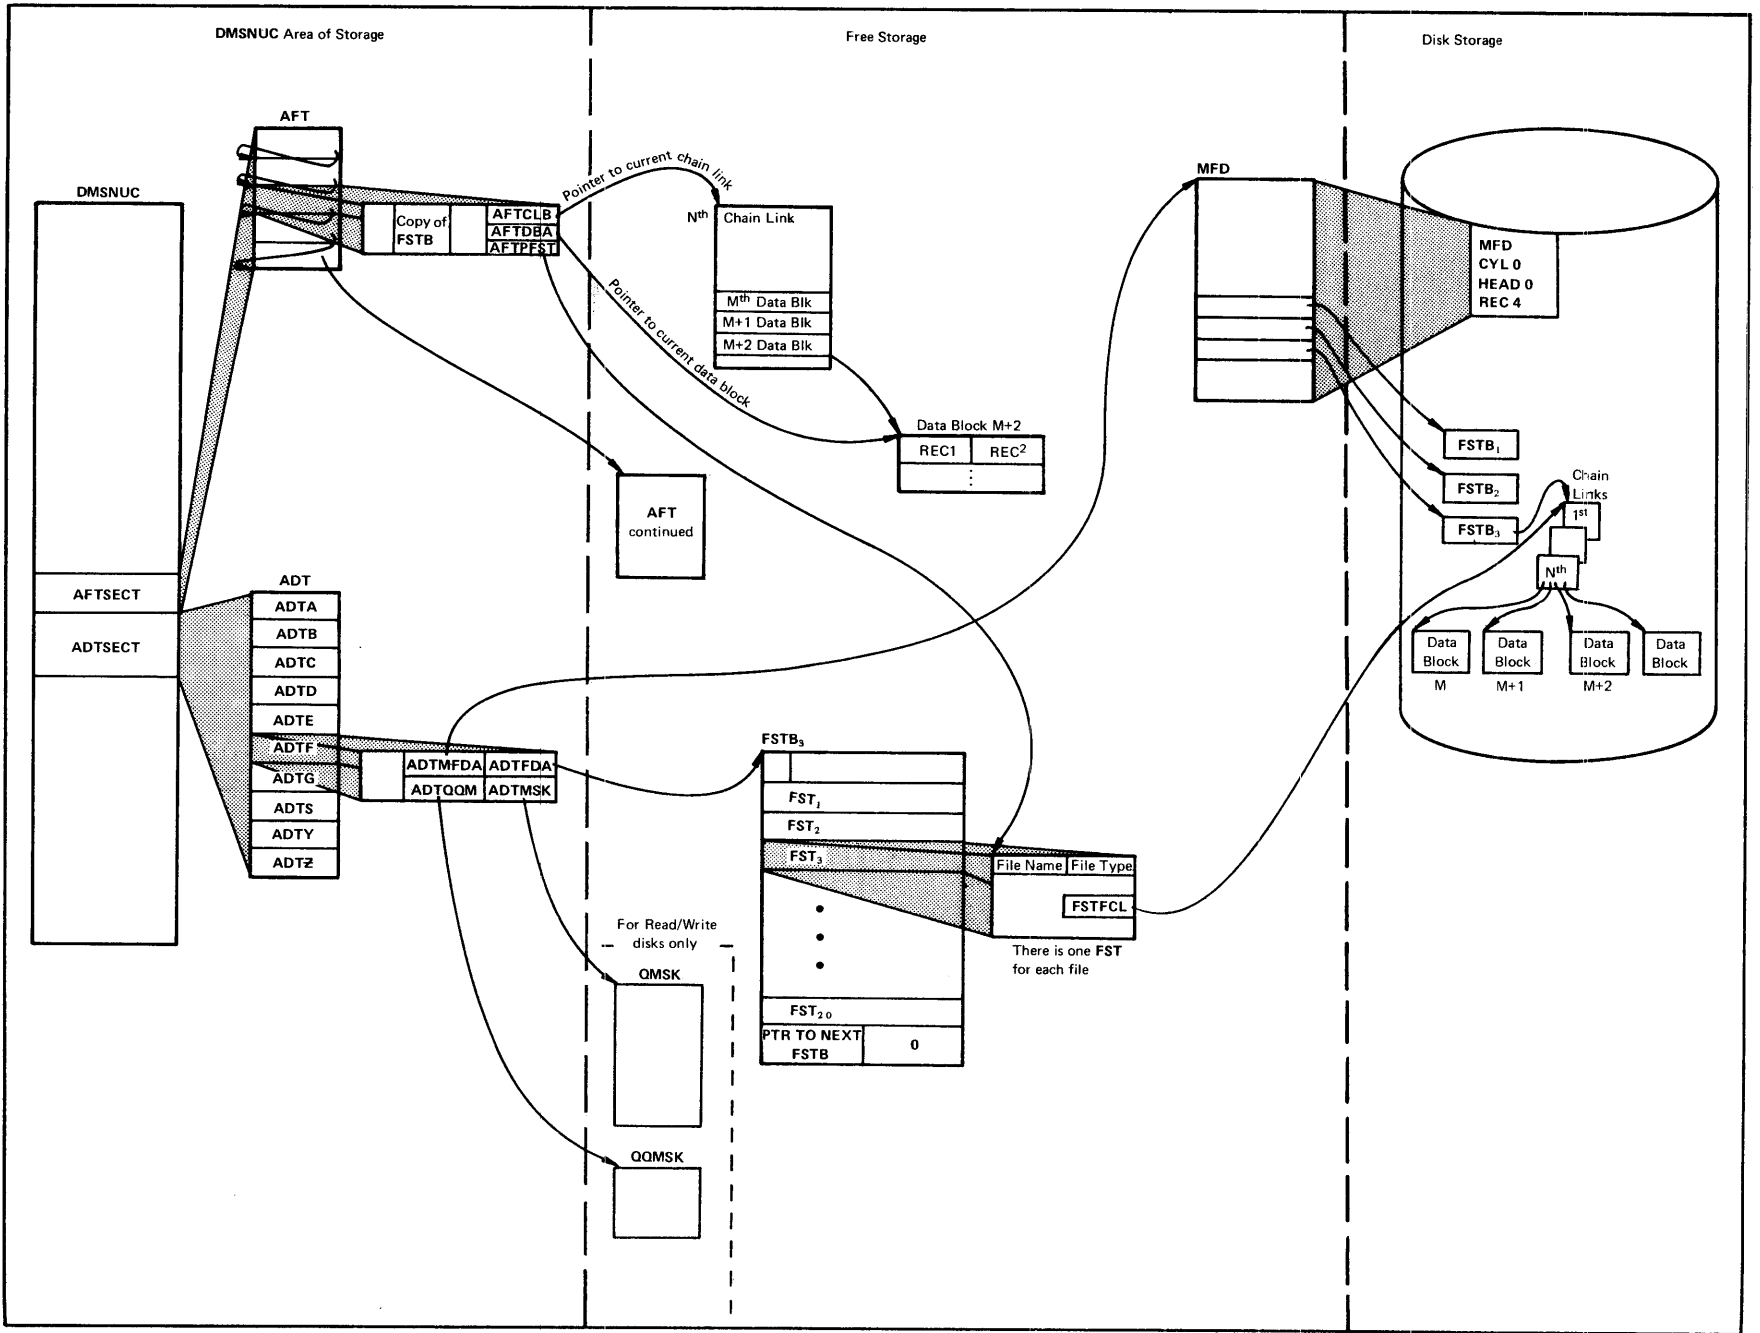 DMSNUC Area of Storage
Free Storage
Disk Storage
AFT
DMSNUC
AFTSECT
ADTSECT
Copy of
FSTB
AFTCLB
AFTDBA
AFTPFST
Pointer to current chain link
Pointer to current data block
Nth
Chain Link
Mth Data Blk
M+1 Data Blk
M+2 Data Blk
Data Block M+2
REC1
REC2
AFT
continued
MFD
MFD
CYL 0
HEAD 0
REC 4
FSTB1
FSTB2
FSTB3
Chain
Links
1st
Nth
Data
Block
M
Data
Block
M+1
Data
Block
M+2
Data
Block
ADT
ADTA
ADTB
ADTC
ADTD
ADTE
ADTF
ADTG
ADTS
ADTY
ADTZ
ADTMFDA
ADTFDA
ADTQQM
ADTMSK
FSTB3
FST1
FST2
FST3
FST20
PTR TO NEXT
FSTB
0
File Name
File Type
FSTFCL
There is one FST
for each file
For Read/Write
disks only
QMSK
QQMSK